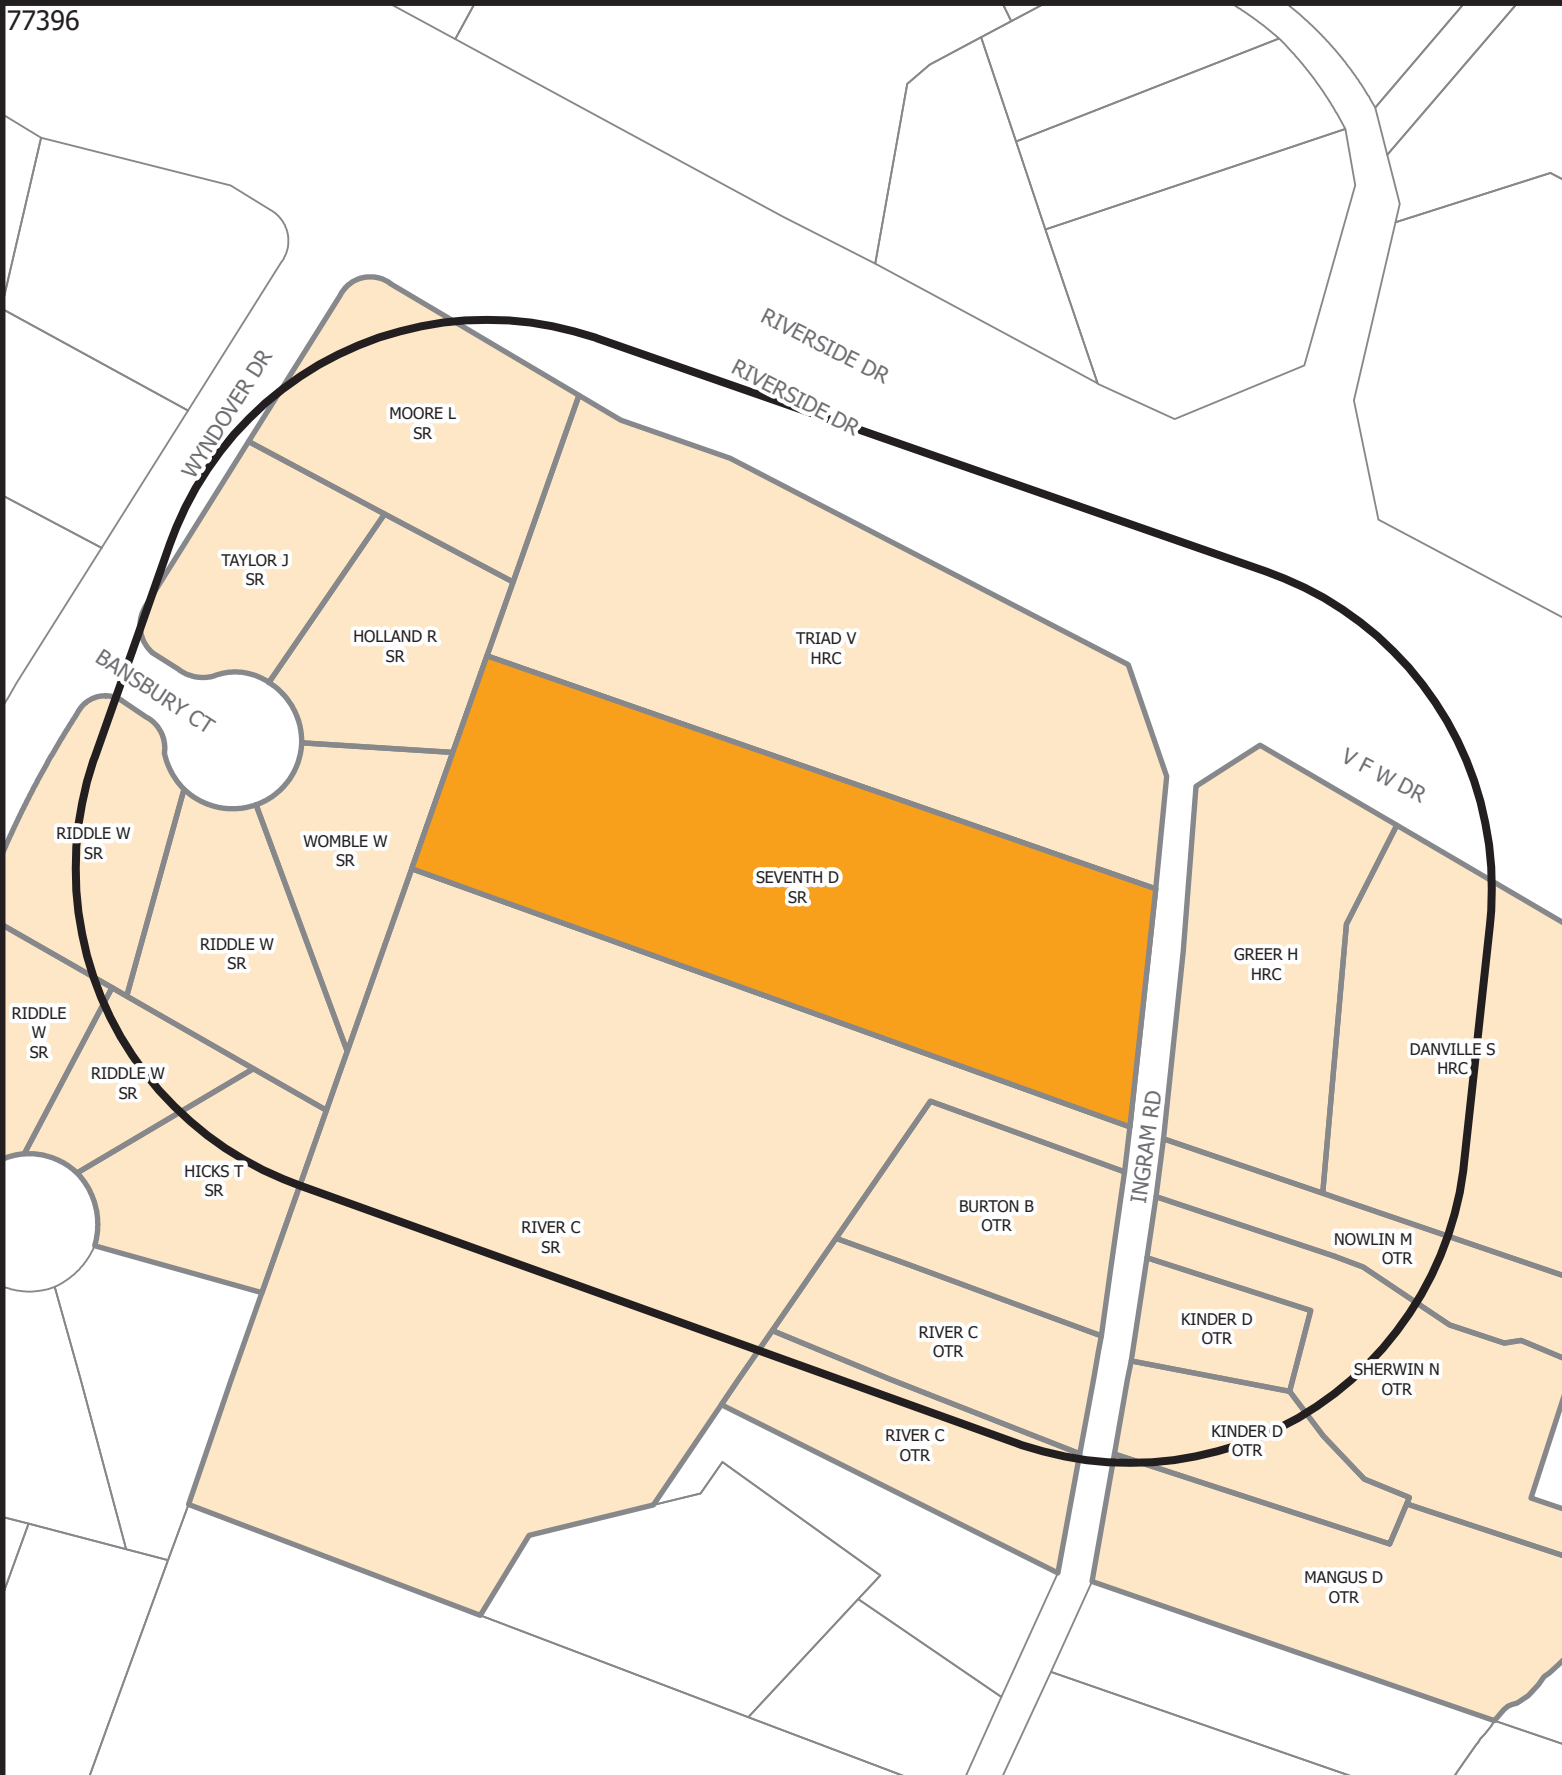 77396
RIVERSIDE DR
RIVERSIDE DR
WYNDOVER DR
MOORE L
SR
TAYLOR J
SR
HOLLAND R
SR
TRIAD V
HRC
BANSBURY CT
V F W DR
RIDDLE W
SR
WOMBLE W
SR
SEVENTH D
SR
RIDDLE W
SR
GREER H
HRC
RIDDLE
W
SR
DANVILLE S
HRC
RIDDLE W
SR
INGRAM RD
HICKS T
SR
BURTON B
OTR
RIVER C
SR
NOWLIN M
OTR
KINDER D
OTR
RIVER C
OTR
SHERWIN N
OTR
KINDER D
OTR
RIVER C
OTR
MANGUS D
OTR